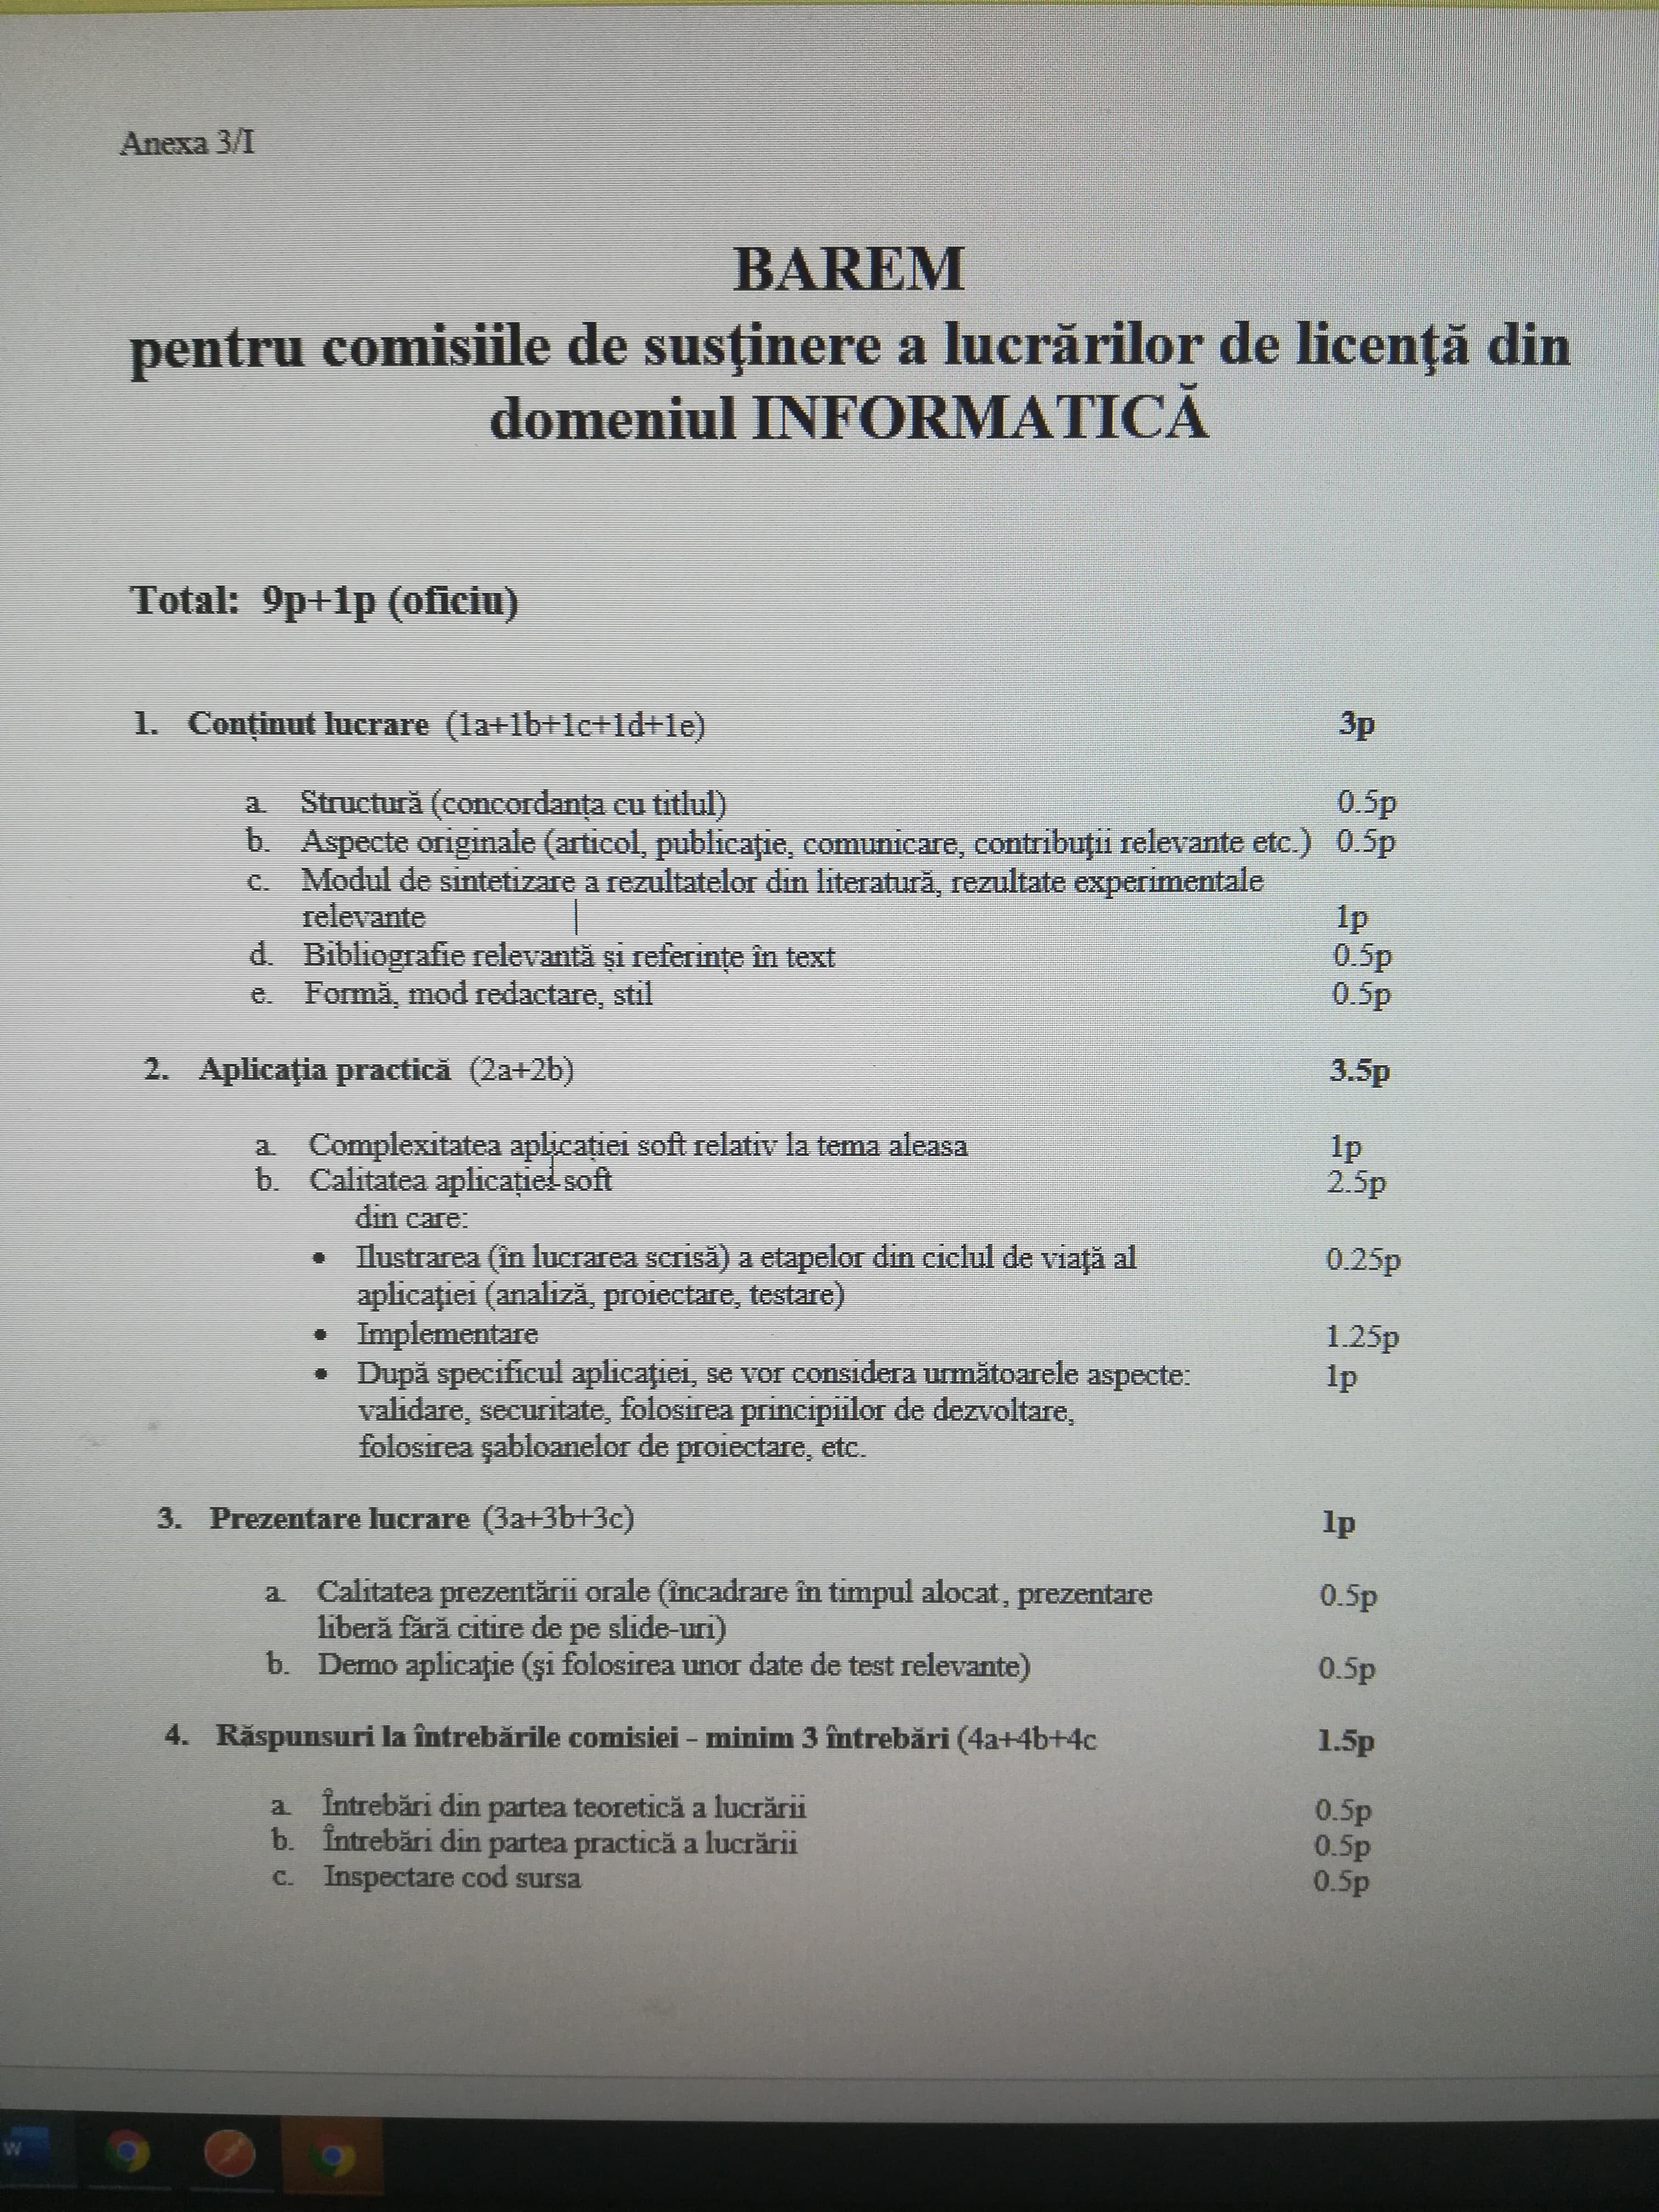 Anexa 3/I
BAREM
pentru comisiile de susţinere a lucrărilor de licenţă din
domeniul INFORMATICĂ
Total: 9p+1p (oficiu)
1. Conținut lucrare (1a+1b+1c+1d+1e) 3p
a. Structură (concordanța cu titlul) 0.5p
b. Aspecte originale (articol, publicaţie, comunicare, contribuţii relevante etc.) 0.5p
c. Modul de sintetizare a rezultatelor din literatură, rezultate experimentale
relevante 1p
d. Bibliografie relevantă și referințe în text 0.5p
e. Formă, mod redactare, stil 0.5p
2. Aplicaţia practică (2a+2b) 3.5p
a. Complexitatea aplicației soft relativ la tema aleasa 1p
b. Calitatea aplicației soft 2.5p
din care:
• Ilustrarea (în lucrarea scrisă) a etapelor din ciclul de viaţă al 0.25p
aplicaţiei (analiză, proiectare, testare)
• Implementare 1.25p
• După specificul aplicaţiei, se vor considera următoarele aspecte: 1p
validare, securitate, folosirea principiilor de dezvoltare,
folosirea şabloanelor de proiectare, etc.
3. Prezentare lucrare (3a+3b+3c) 1p
a. Calitatea prezentării orale (încadrare în timpul alocat, prezentare 0.5p
liberă fără citire de pe slide-uri)
b. Demo aplicaţie (şi folosirea unor date de test relevante) 0.5p
4. Răspunsuri la întrebările comisiei – minim 3 întrebări (4a+4b+4c 1.5p
a. Întrebări din partea teoretică a lucrării 0.5p
b. Întrebări din partea practică a lucrării 0.5p
c. Inspectare cod sursa 0.5p
W